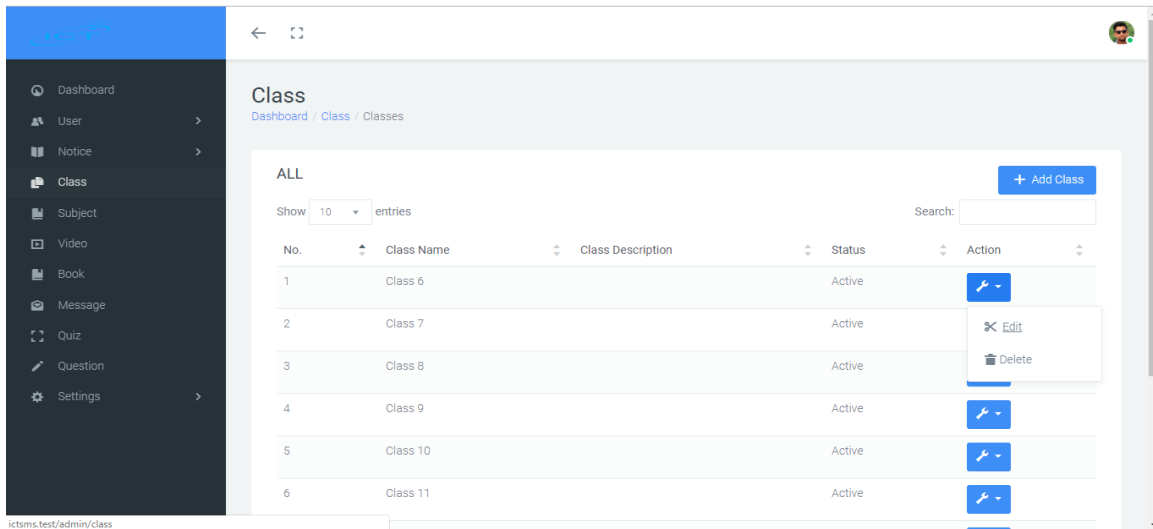 Dashboard
User
Notice
Class
Subject
Video
Book
Message
Quiz
Question
Settings
Class
Dashboard / Class / Classes
ALL
+ Add Class
Show 10 entries
Search:
No. Class Name Class Description Status Action
1 Class 6 Active
Edit
2 Class 7 Active
Delete
3 Class 8 Active
4 Class 9 Active
5 Class 10 Active
6 Class 11 Active
ictsms.test/admin/class